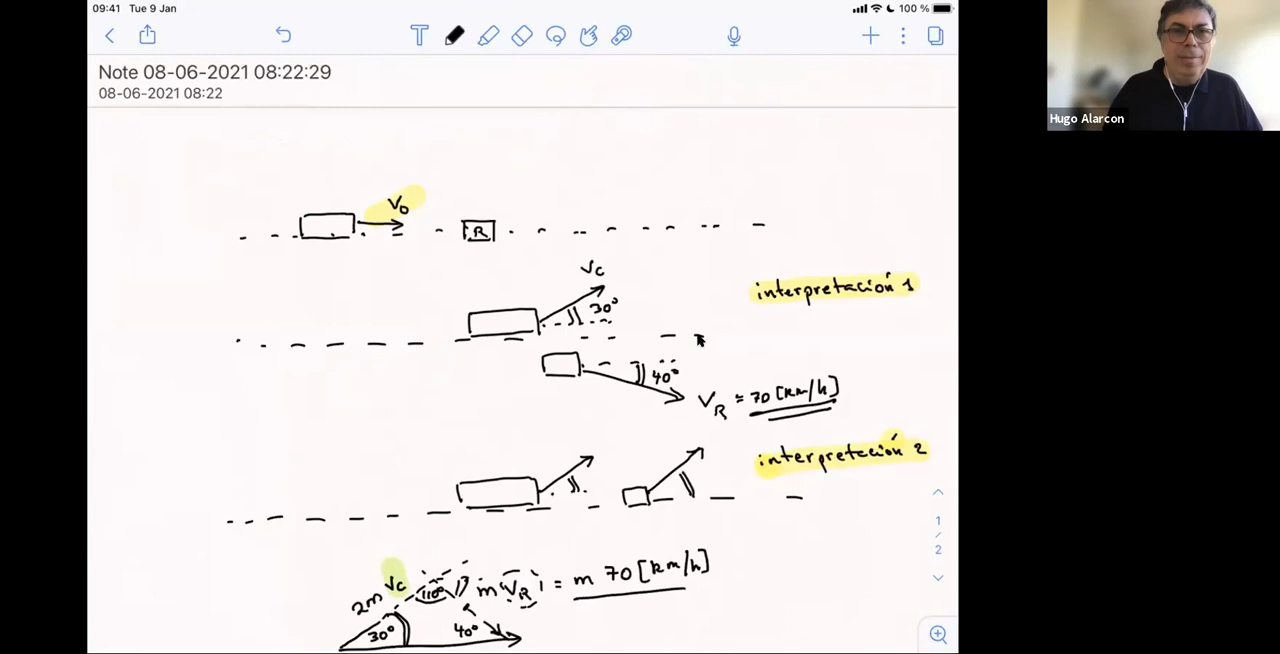 09:41 Tue 9 Jan
100 %
Note 08-06-2021 08:22:29
08-06-2021 08:22
Hugo Alarcon
V0
R
Vc
30°
interpretación 1
40°
VR = 70 [km/h]
interpretación 2
1
/
2
2m Vc
110°
m VR = m 70 [km/h]
30°
40°